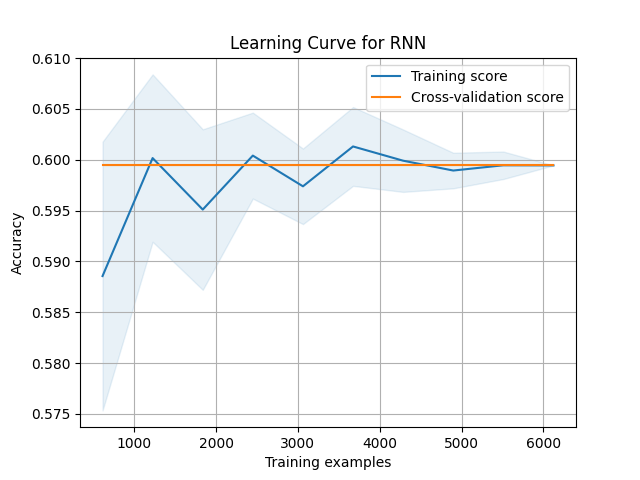 Learning Curve for RNN
Training score
Cross-validation score
0.610
0.605
0.600
0.595
0.590
0.585
0.580
0.575
Accuracy
1000 2000 3000 4000 5000 6000
Training examples